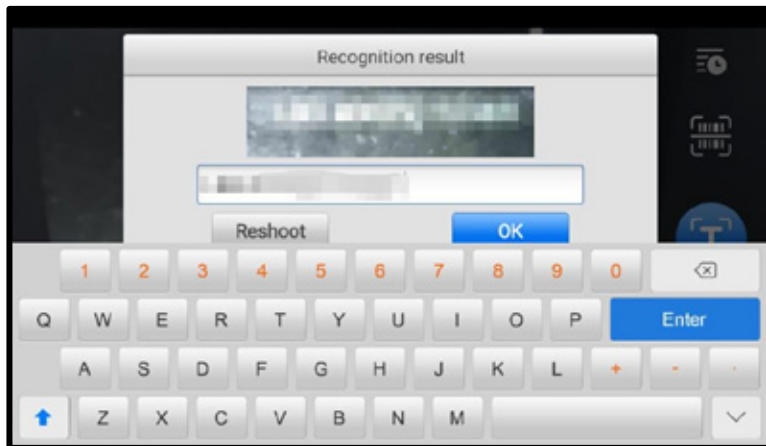 Recognition result
Reshoot OK
1 2 3 4 5 6 7 8 9 0
Q W E R T Y U I O P Enter
A S D F G H J K L + - .
Z X C V B N M